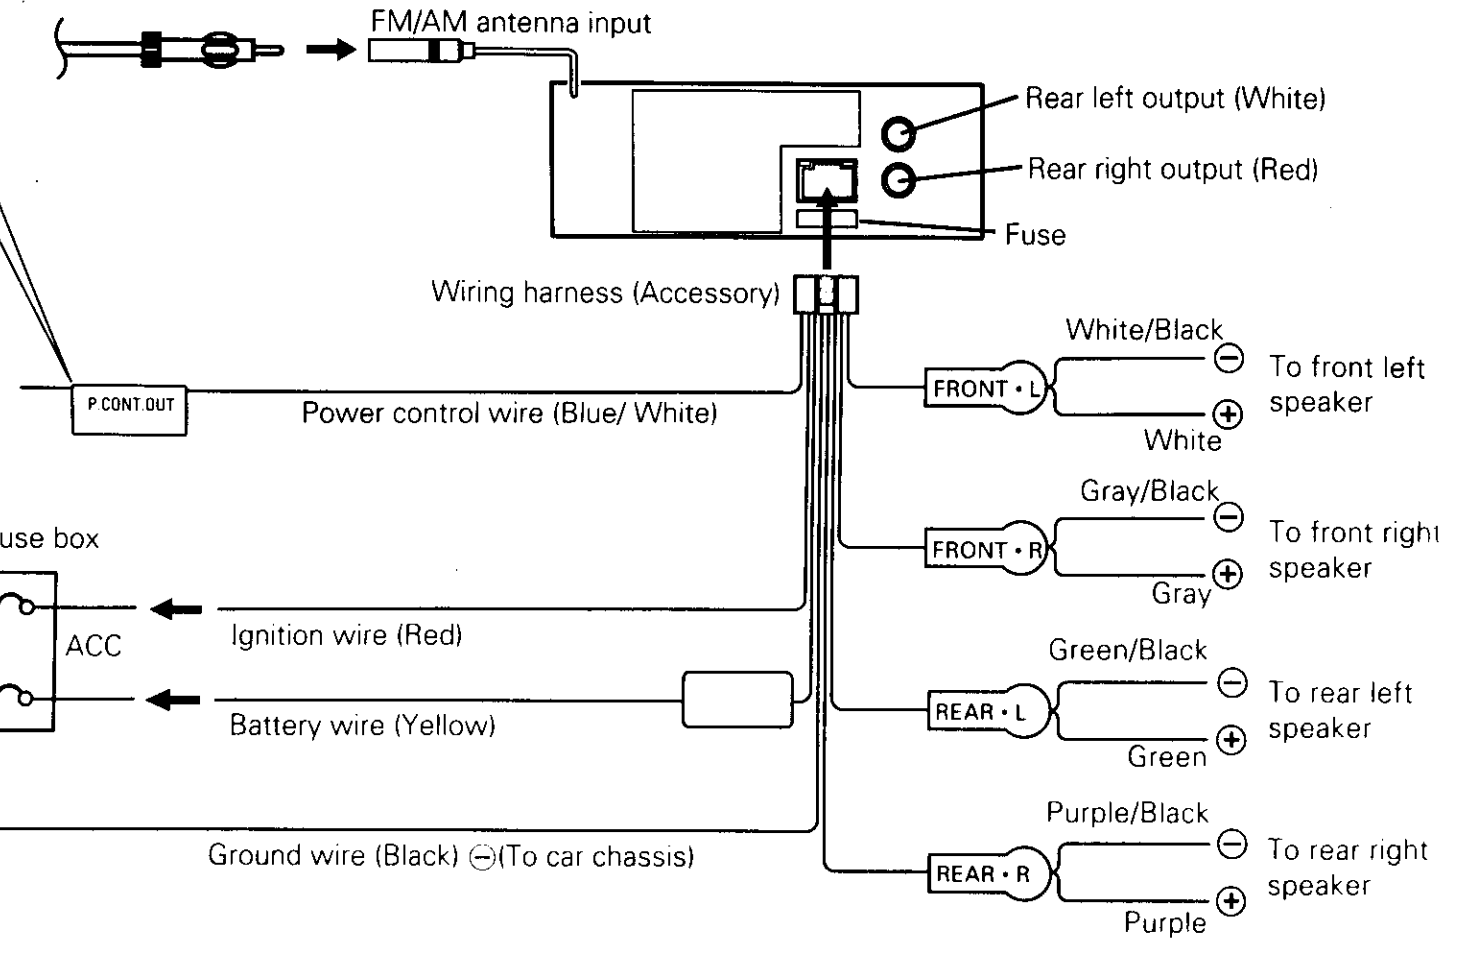 FM/AM antenna input
Rear left output (White)
Rear right output (Red)
Fuse
Wiring harness (Accessory)
White/Black
⊖
To front left
speaker
FRONT・L
P.CONT.OUT
Power control wire (Blue/ White)
⊕
White
Gray/Black
⊖
To front right
speaker
FRONT・R
⊕
Gray
use box
ACC
Ignition wire (Red)
Green/Black
⊖
To rear left
speaker
REAR・L
⊕
Green
Battery wire (Yellow)
Purple/Black
⊖
To rear right
speaker
REAR・R
⊕
Purple
Ground wire (Black) ⊖(To car chassis)